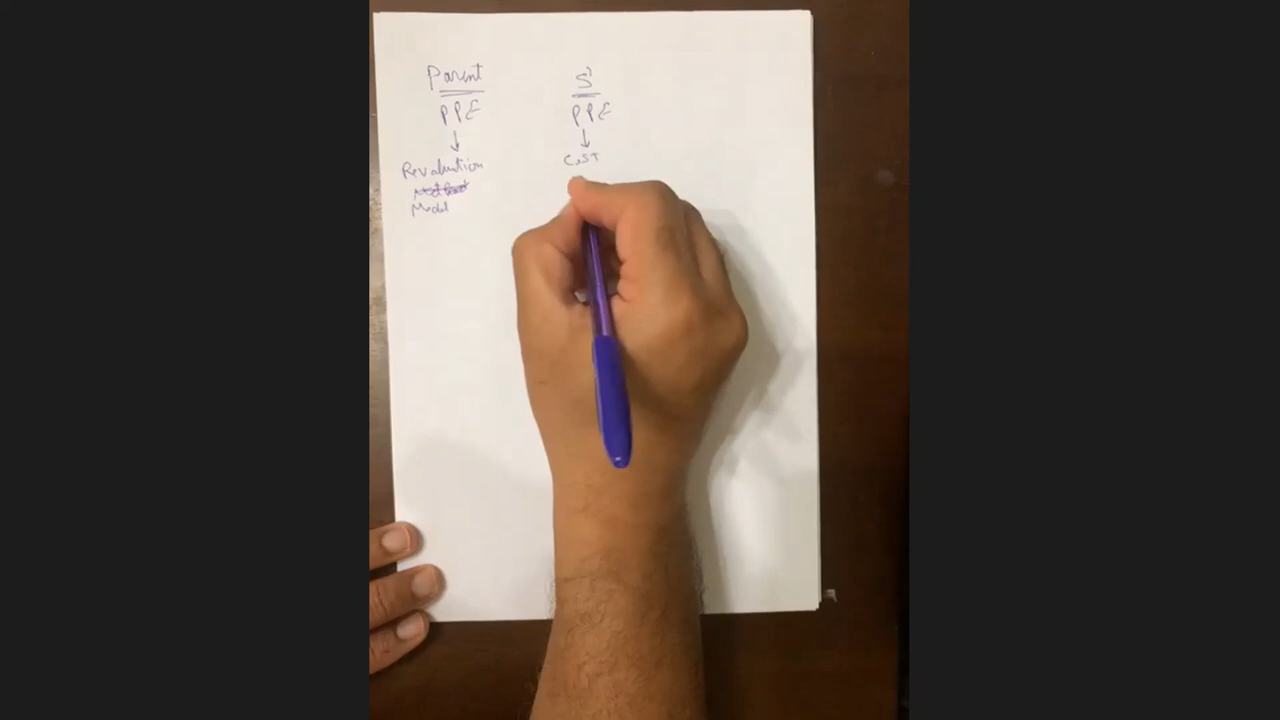 Parent
PPE
Revaluation
Model
S
PPE
Cost